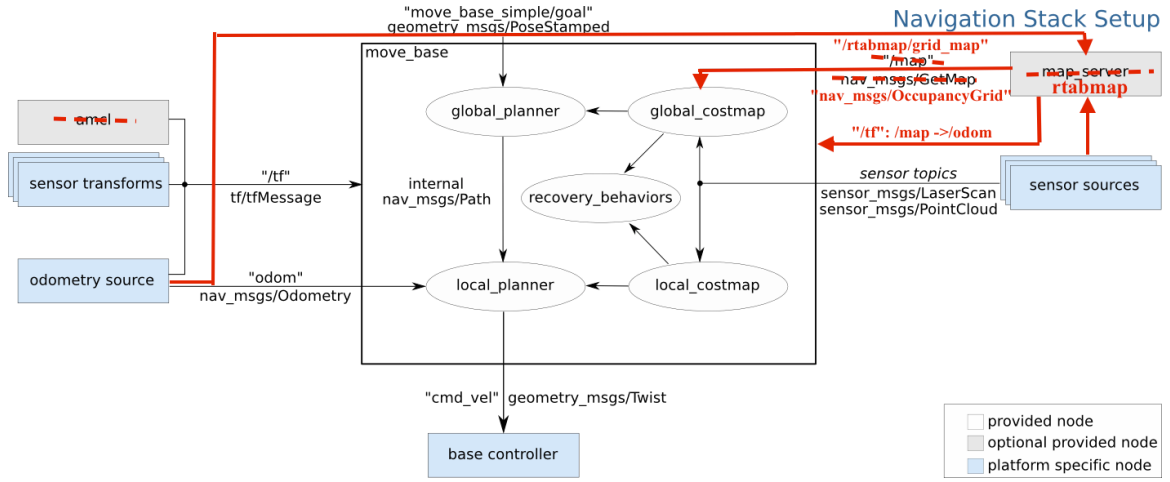 Navigation Stack Setup
"move_base_simple/goal"
geometry_msgs/PoseStamped
move_base
"/rtabmap/grid_map"
"/map"
nav_msgs/GetMap
"nav_msgs/OccupancyGrid"
map_server
rtabmap
amcl
global_planner
global_costmap
"/tf": /map ->/odom
sensor transforms
"/tf"
tf/tfMessage
internal
nav_msgs/Path
recovery_behaviors
sensor topics
sensor_msgs/LaserScan
sensor_msgs/PointCloud
sensor sources
odometry source
"odom"
nav_msgs/Odometry
local_planner
local_costmap
"cmd_vel"
geometry_msgs/Twist
base controller
provided node
optional provided node
platform specific node